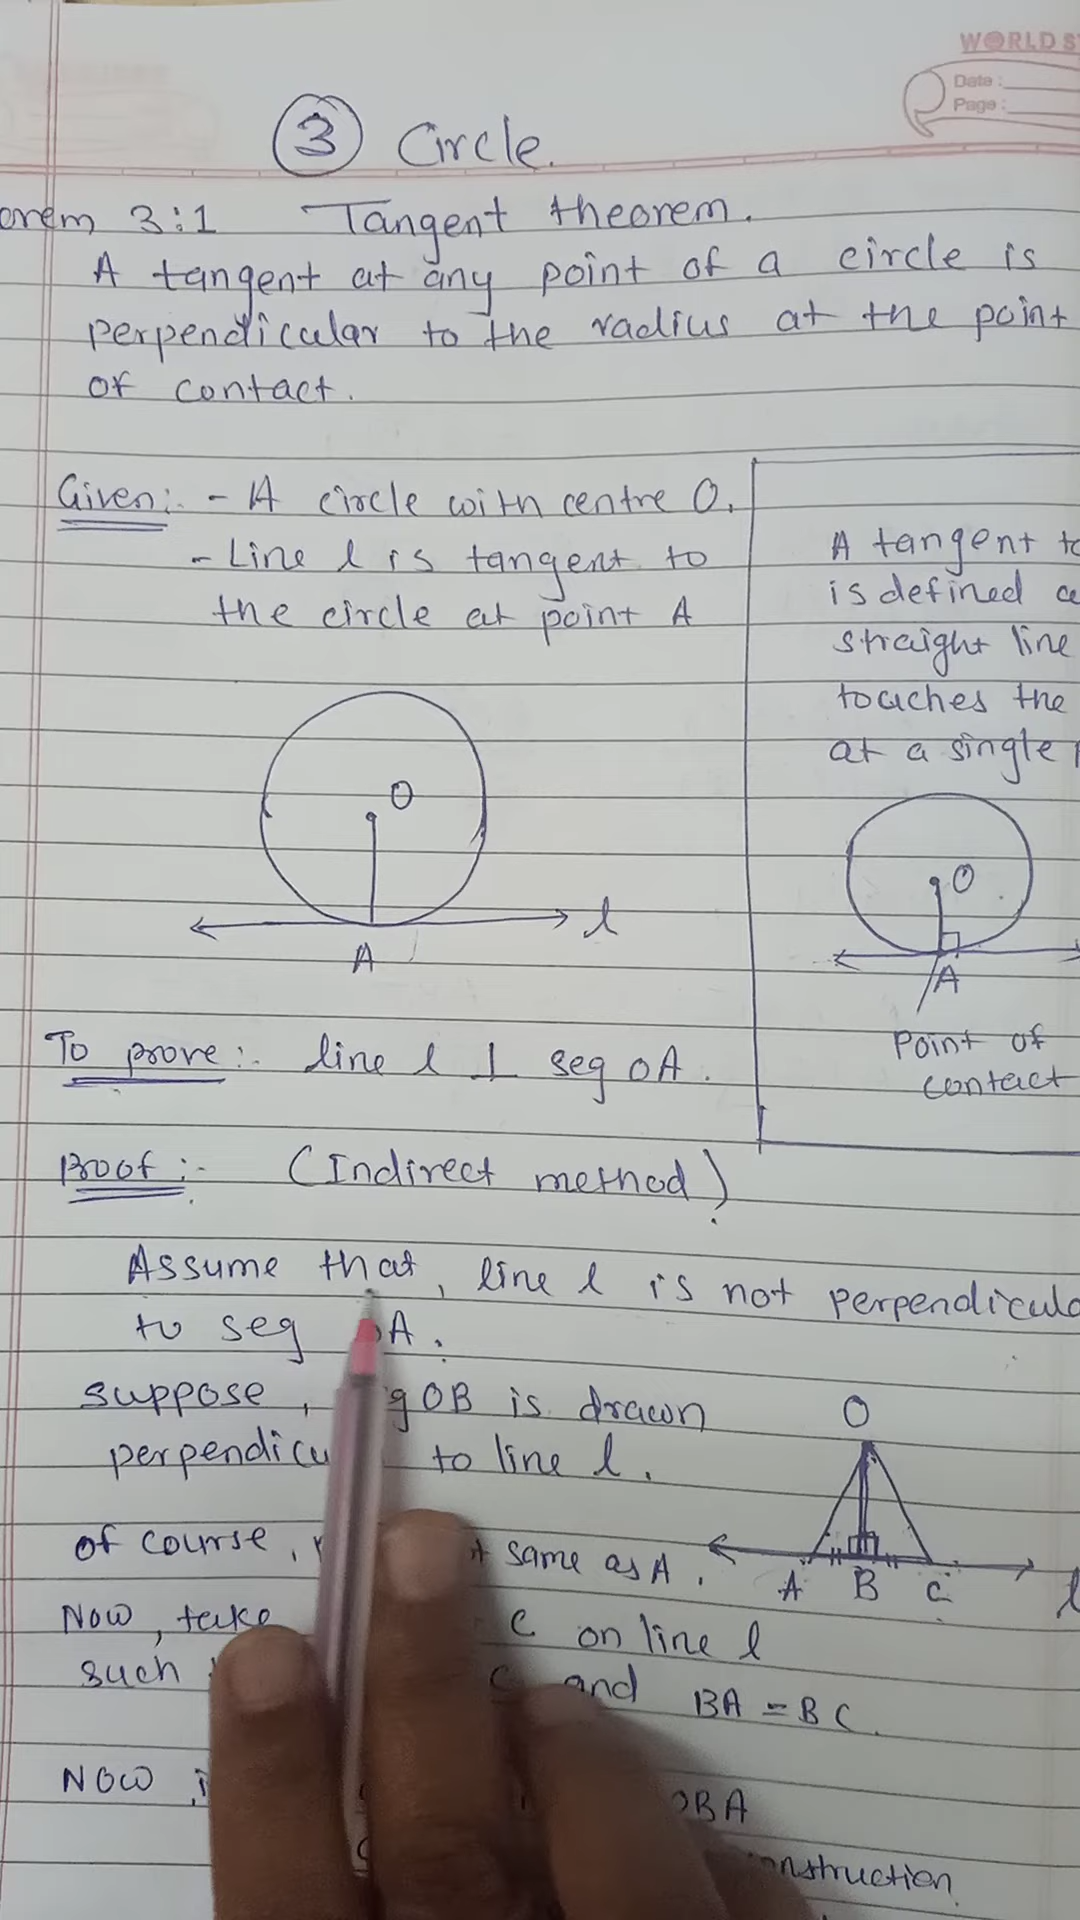 WORLD S
Date :
Page :
3 Circle.
orem 3:1 Tangent theorem.
A tangent at any point of a circle is
perpendicular to the radius at the point
of contact.
Given:- - A circle with centre O.
- Line l is tangent to
the circle at point A
O
l
A
A tangent to
is defined a
straight line
touches the
at a single
O
A
Point of
contact
To prove:- line l ⊥ seg OA.
Proof:- (Indirect method)
Assume that, line l is not perpendicula
to seg OA.
suppose, g OB is drawn
perpendicu to line l.
of course, same as A.
Now, take C on line l
such and BA = BC.
O
A B C l
Now OBA
onstruction